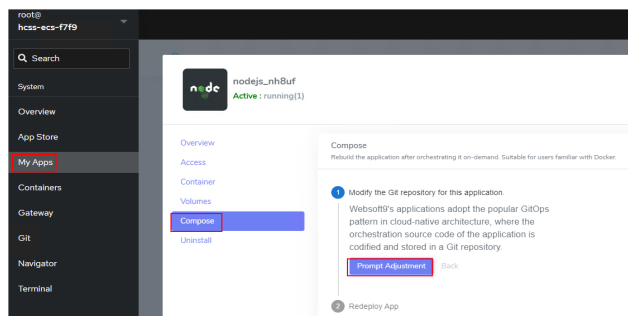 root@
hcss-ecs-f7f9
Search
System
Overview
App Store
My Apps
Containers
Gateway
Git
Navigator
Terminal
node
nodejs_nh8uf
Active : running(1)
Overview
Access
Container
Volumes
Compose
Uninstall
Compose
Rebuild the application after orchestrating it on-demand. Suitable for users familiar with Docker.
1 Modify the Git repository for this application.
Websoft9's applications adopt the popular GitOps
pattern in cloud-native architecture, where the
orchestration source code of the application is
codified and stored in a Git repository.
Prompt Adjustment Back
2 Redeploy App